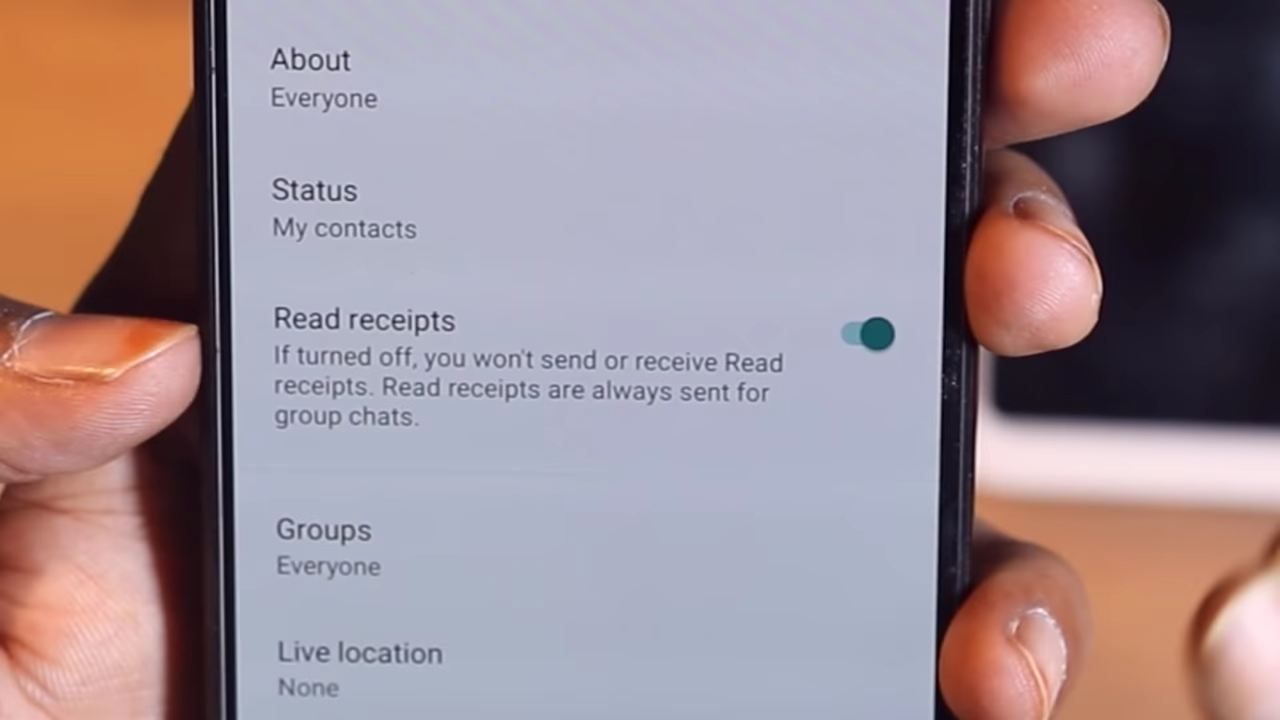 About
Everyone
Status
My contacts
Read receipts
If turned off, you won't send or receive Read
receipts. Read receipts are always sent for
group chats.
Groups
Everyone
Live location
None